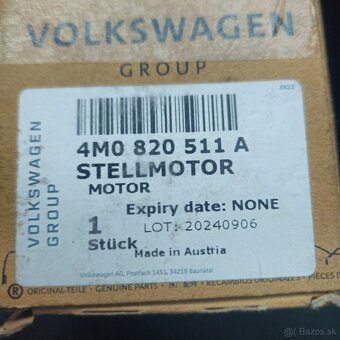 VOLKSWAGEN
GROUP
3822
4M0 820 511 A
STELLMOTOR
MOTOR
Expiry date: NONE
1
Stück
LOT: 20240906
Made in Austria
VOLKSWAGEN
GROUP
Volkswagen AG, Postfach 1451, 34219 Baunatal
® ORIGINAL TEILE · GENUINE PARTS · RECAMBIOS ORIGINALES · PIÈCES
Bazos.sk